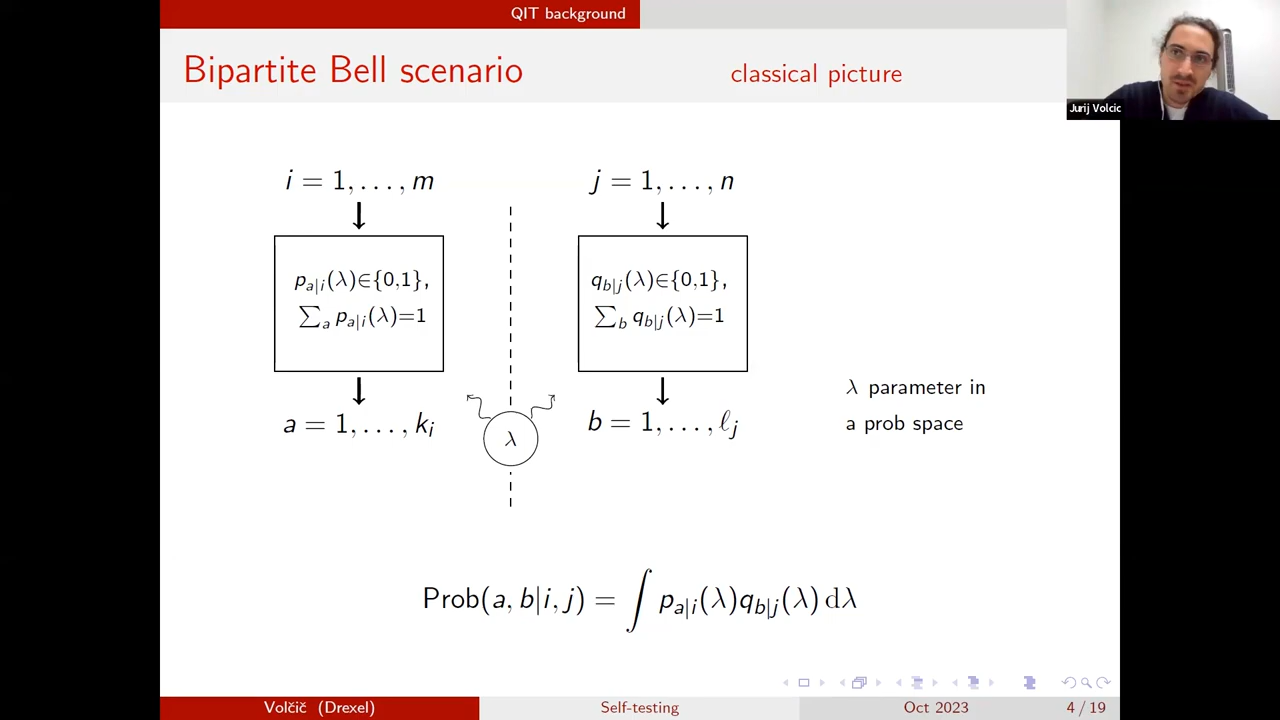 QIT background
Bipartite Bell scenario classical picture
Jurij Volcic
i = 1, . . . , m j = 1, . . . , n
p_{a|i}(λ)∈{0,1}, q_{b|j}(λ)∈{0,1},
∑_a p_{a|i}(λ)=1 ∑_b q_{b|j}(λ)=1
λ parameter in
a = 1, . . . , k_i λ b = 1, . . . , ℓ_j a prob space
Prob(a, b|i, j) = ∫ p_{a|i}(λ)q_{b|j}(λ) dλ
Volčič (Drexel) Self-testing Oct 2023 4 / 19